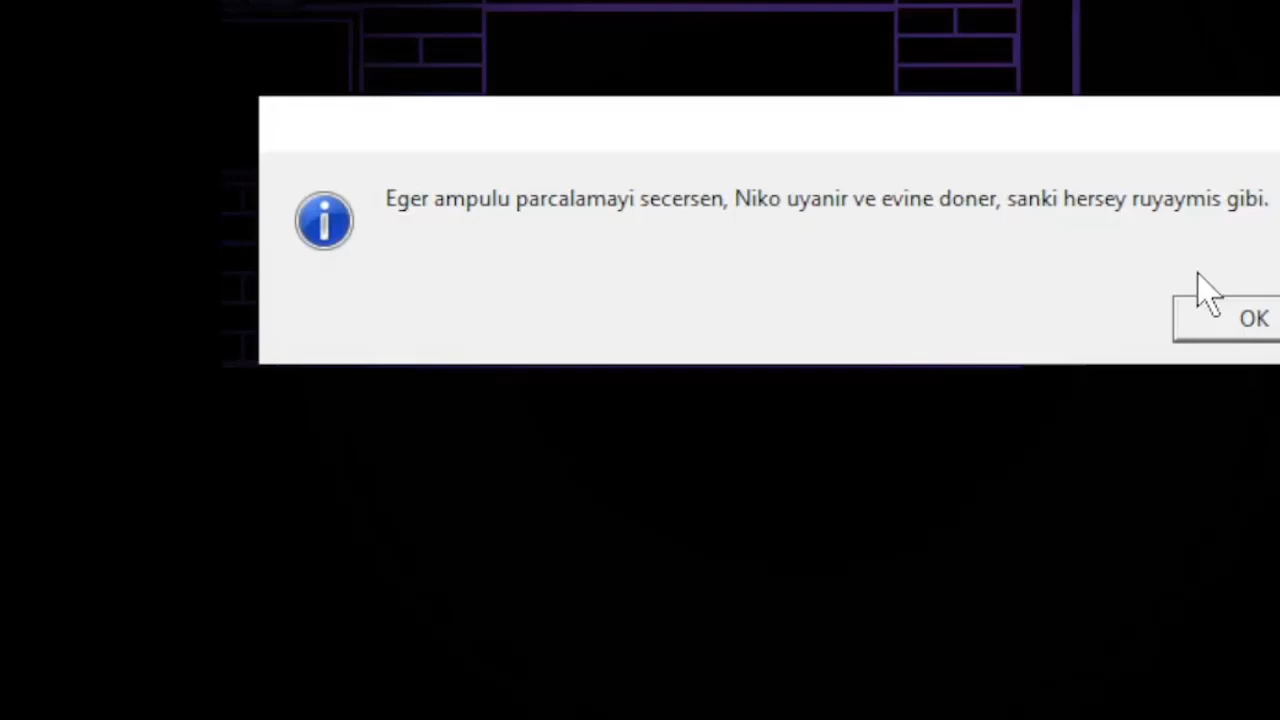 Eger ampulu parcalamayi secersen, Niko uyanir ve evine doner, sanki hersey ruyaymis gibi.
OK